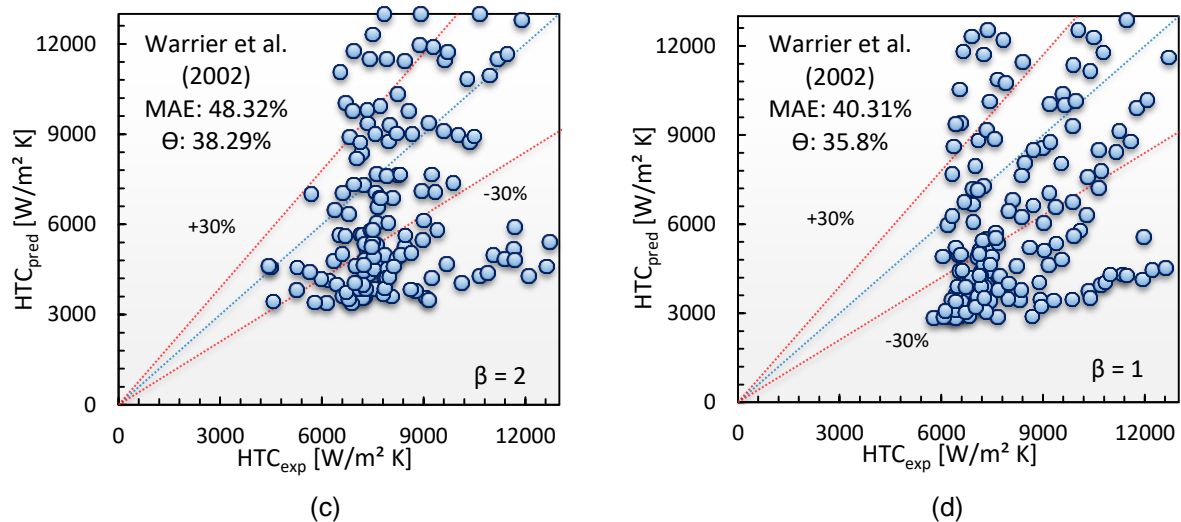 12000
9000
6000
3000
0
HTCpred [W/m² K]
Warrier et al.
(2002)
MAE: 48.32%
Ө: 38.29%
+30%
-30%
β = 2
0 3000 6000 9000 12000
HTCexp [W/m² K]
(c)
12000
9000
6000
3000
0
HTCpred [W/m² K]
Warrier et al.
(2002)
MAE: 40.31%
Ө: 35.8%
+30%
-30%
β = 1
0 3000 6000 9000 12000
HTCexp [W/m² K]
(d)